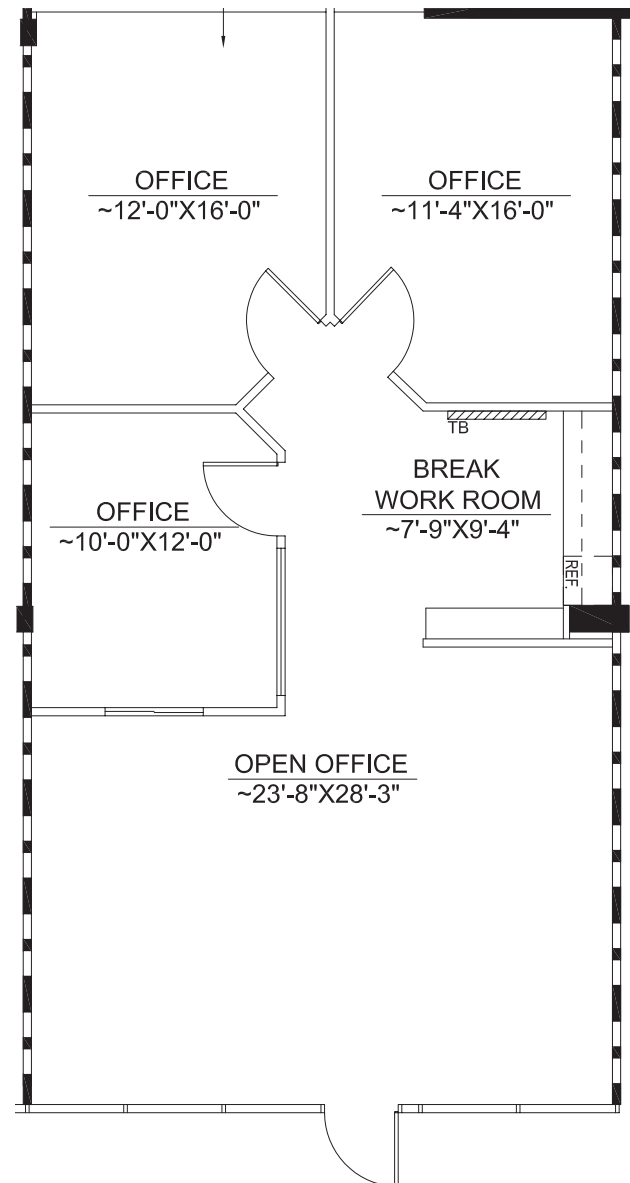 OFFICE
~12'-0"X16'-0"
OFFICE
~11'-4"X16'-0"
TB
BREAK
WORK ROOM
~7'-9"X9'-4"
OFFICE
~10'-0"X12'-0"
REF.
OPEN OFFICE
~23'-8"X28'-3"